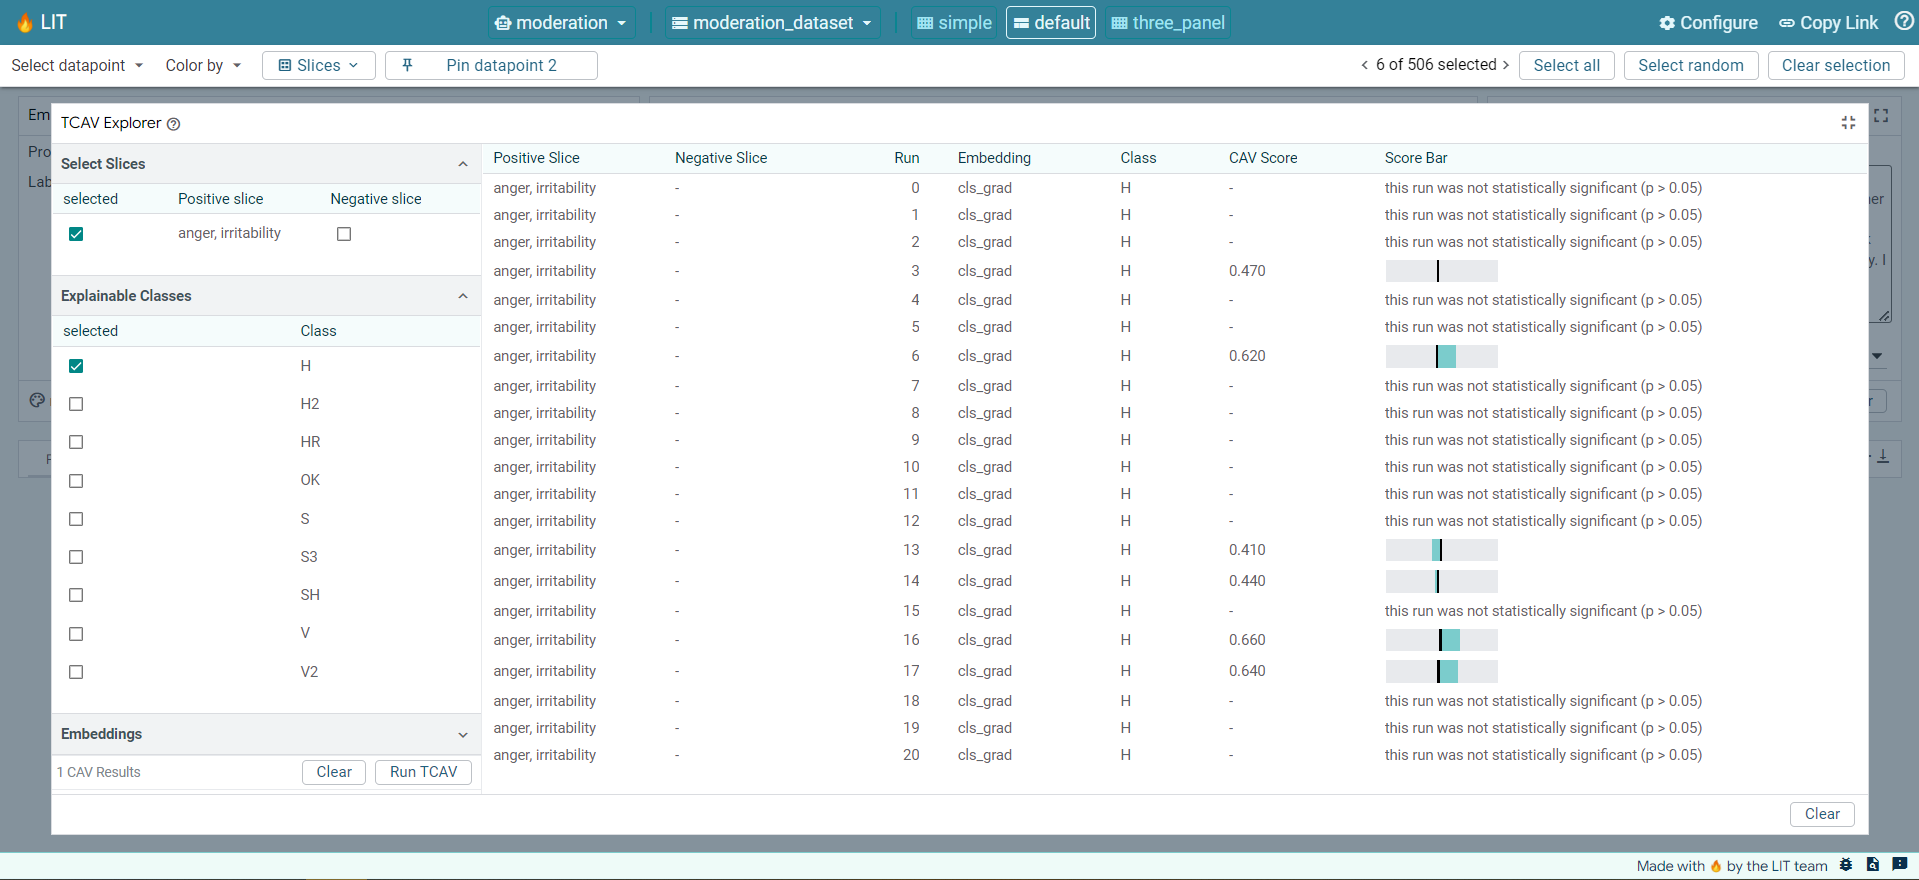 LIT
moderation
moderation_dataset
simple
default
three_panel
Configure
Copy Link
Select datapoint
Color by
Slices
Pin datapoint 2
6 of 506 selected
Select all
Select random
Clear selection
TCAV Explorer
Select Slices
selected Positive slice Negative slice
anger, irritability
Explainable Classes
selected Class
H
H2
HR
OK
S
S3
SH
V
V2
Embeddings
1 CAV Results
Clear
Run TCAV
Positive Slice Negative Slice Run Embedding Class CAV Score Score Bar
anger, irritability - 0 cls_grad H - this run was not statistically significant (p > 0.05)
anger, irritability - 1 cls_grad H - this run was not statistically significant (p > 0.05)
anger, irritability - 2 cls_grad H - this run was not statistically significant (p > 0.05)
anger, irritability - 3 cls_grad H 0.470
anger, irritability - 4 cls_grad H - this run was not statistically significant (p > 0.05)
anger, irritability - 5 cls_grad H - this run was not statistically significant (p > 0.05)
anger, irritability - 6 cls_grad H 0.620
anger, irritability - 7 cls_grad H - this run was not statistically significant (p > 0.05)
anger, irritability - 8 cls_grad H - this run was not statistically significant (p > 0.05)
anger, irritability - 9 cls_grad H - this run was not statistically significant (p > 0.05)
anger, irritability - 10 cls_grad H - this run was not statistically significant (p > 0.05)
anger, irritability - 11 cls_grad H - this run was not statistically significant (p > 0.05)
anger, irritability - 12 cls_grad H - this run was not statistically significant (p > 0.05)
anger, irritability - 13 cls_grad H 0.410
anger, irritability - 14 cls_grad H 0.440
anger, irritability - 15 cls_grad H - this run was not statistically significant (p > 0.05)
anger, irritability - 16 cls_grad H 0.660
anger, irritability - 17 cls_grad H 0.640
anger, irritability - 18 cls_grad H - this run was not statistically significant (p > 0.05)
anger, irritability - 19 cls_grad H - this run was not statistically significant (p > 0.05)
anger, irritability - 20 cls_grad H - this run was not statistically significant (p > 0.05)
Clear
Made with 🔥 by the LIT team